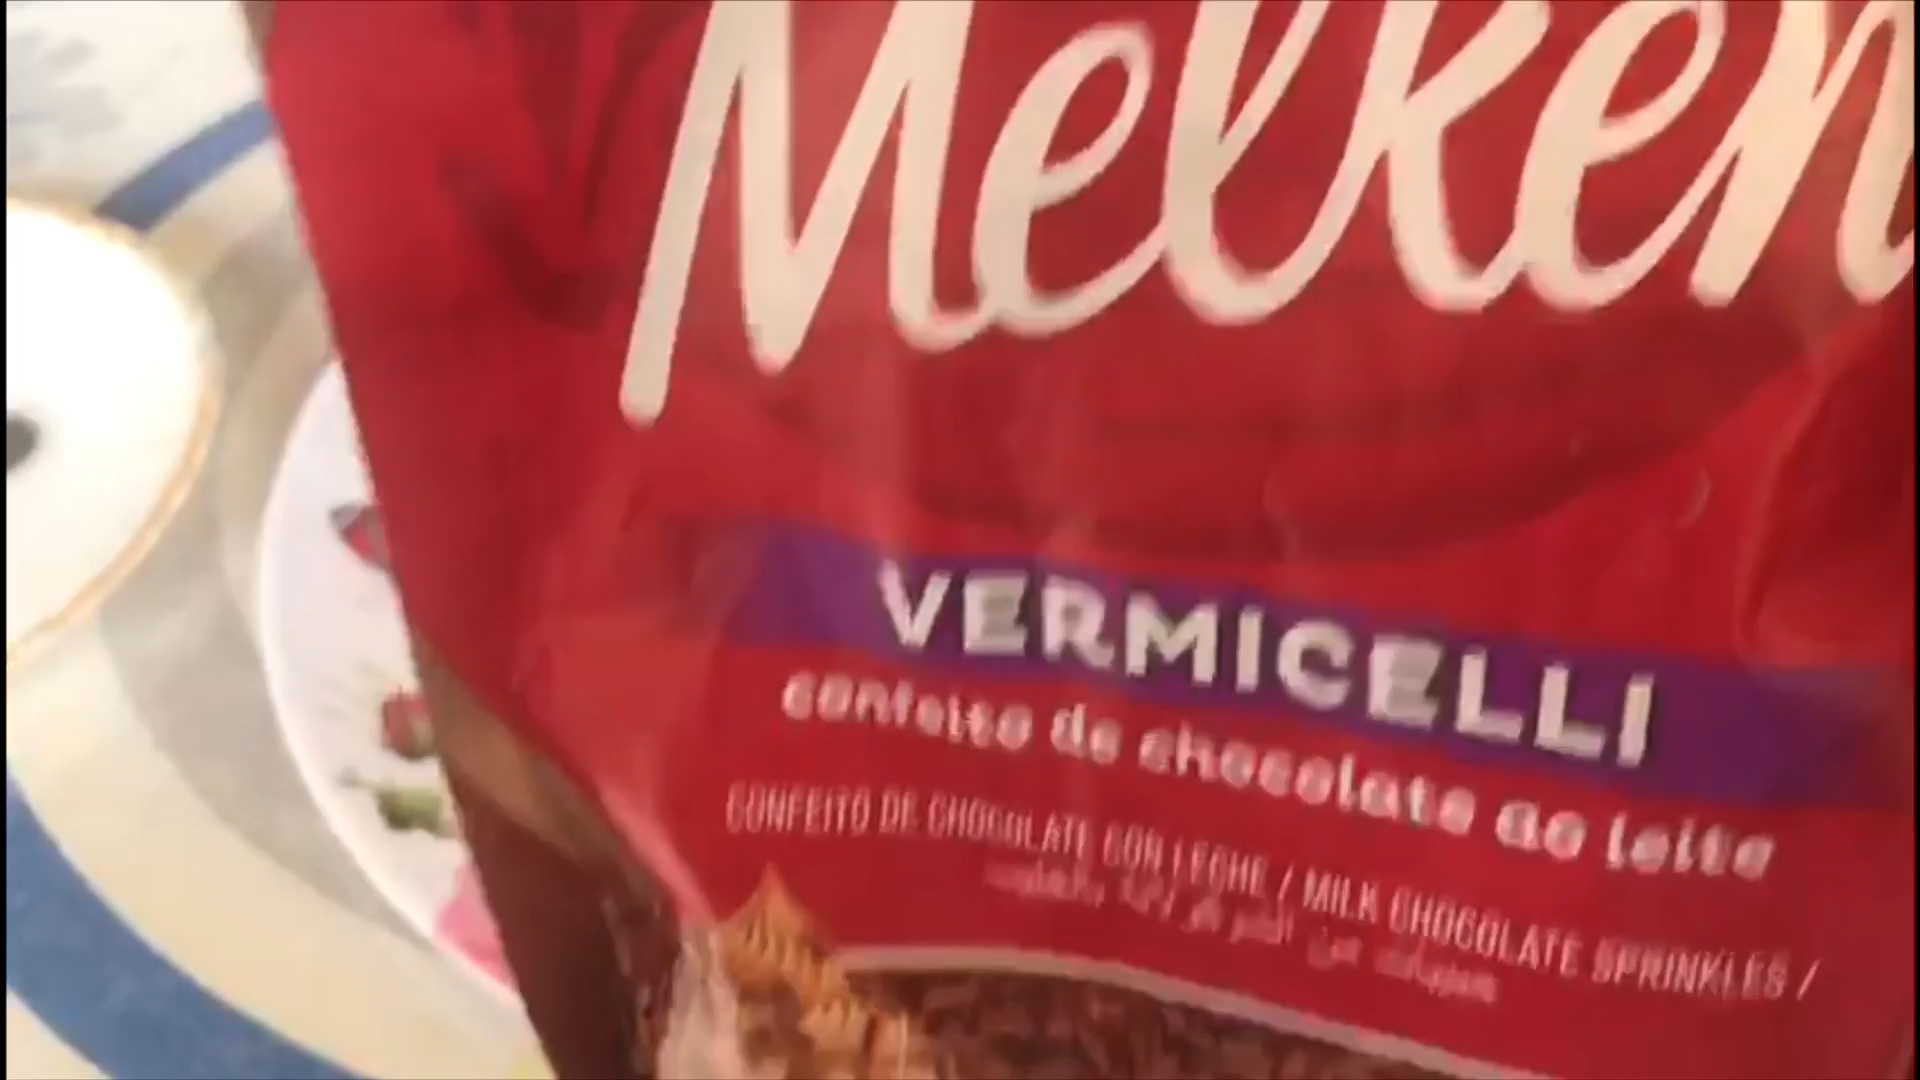 Melken
VERMICELLI
confeito de chocolate ao leite
CONFEITO DE CHOCOLATE CON LECHE / MILK CHOCOLATE SPRINKLES /